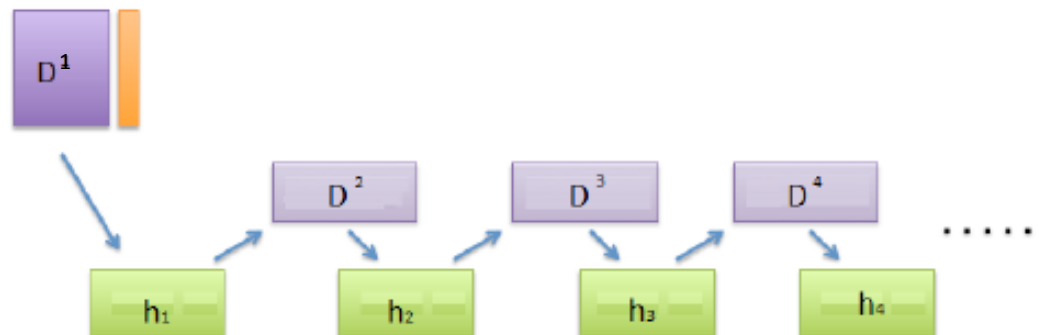 D¹
D² D³ D⁴
.....
h₁ h₂ h₃ h₄